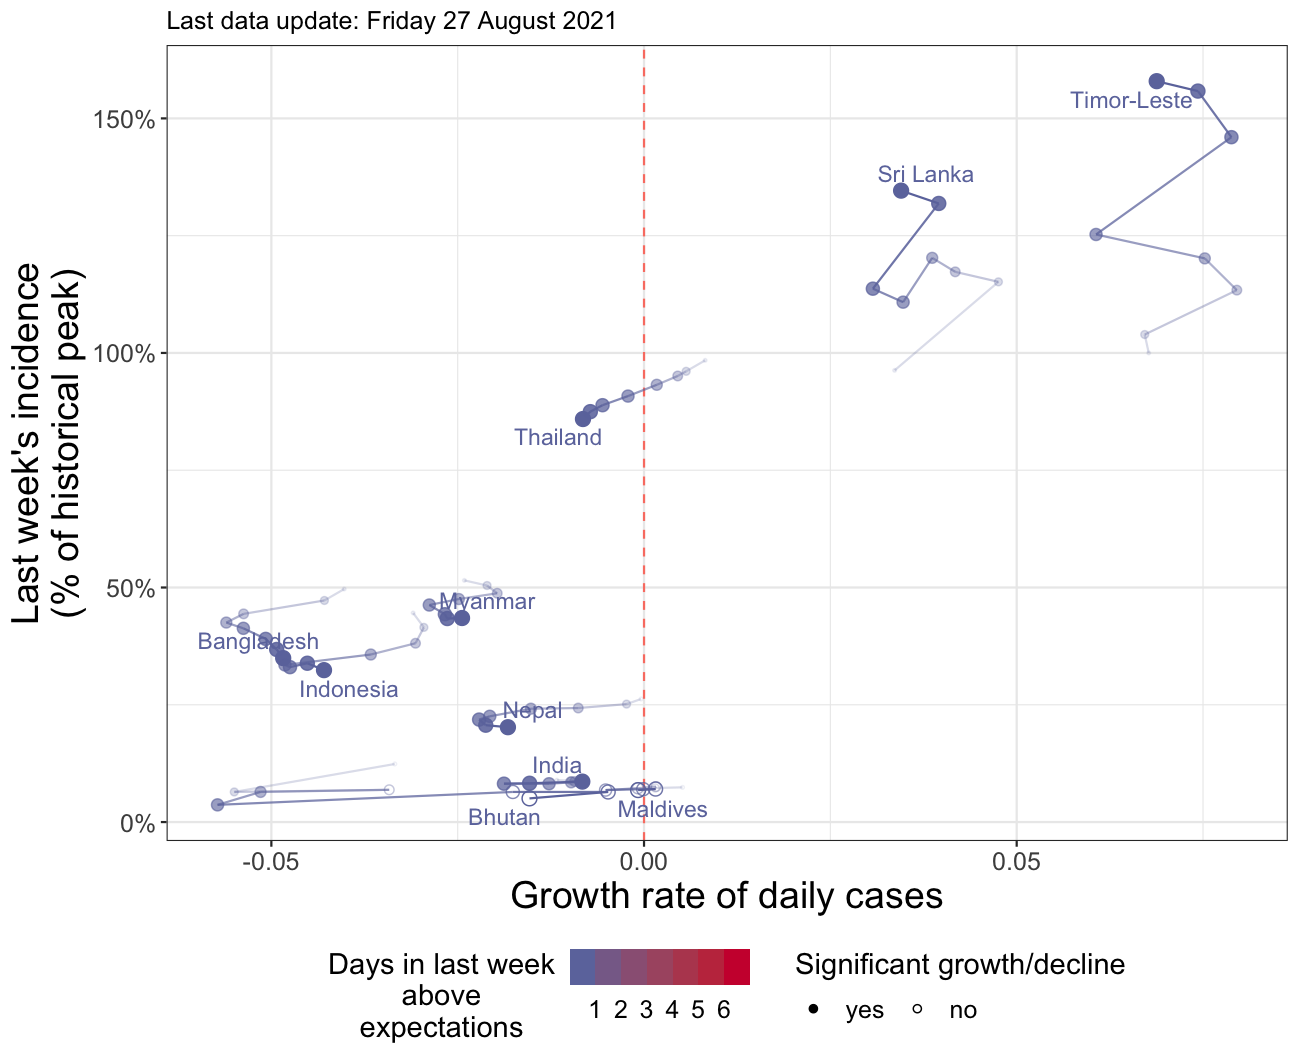 Last data update: Friday 27 August 2021
Last week's incidence
(% of historical peak)
150%
100%
50%
0%
Timor-Leste
Sri Lanka
Thailand
Myanmar
Bangladesh
Indonesia
Nepal
India
Maldives
Bhutan
-0.05
0.00
0.05
Growth rate of daily cases
Days in last week
above
expectations
1 2 3 4 5 6
Significant growth/decline
yes no